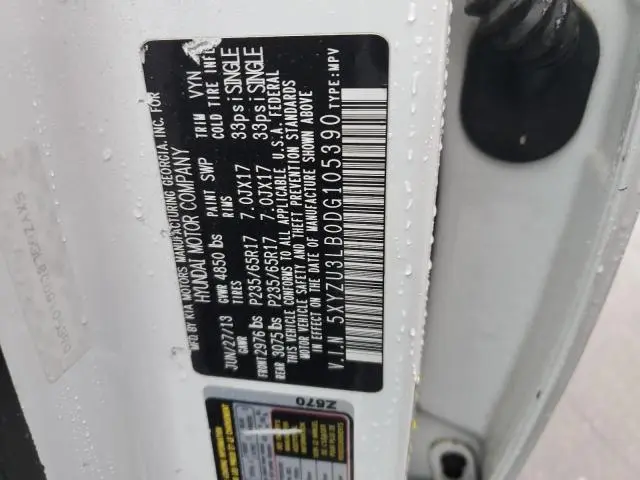 MFD BY KIA MOTORS MANUFACTURING GEORGIA, INC. FOR
HYUNDAI MOTOR COMPANY
JUN/27/13 GVWR 4850 lbs PAINT SWP TRIM VYN
GAWR TIRES RIMS COLD TIRE INFL
FRONT 2976 lbs P235/65R17 7.0JX17 33psi SINGLE
REAR 3075 lbs P235/65R17 7.0JX17 33psi SINGLE
THIS VEHICLE CONFORMS TO ALL APPLICABLE U.S.A. FEDERAL
MOTOR VEHICLE SAFETY AND THEFT PREVENTION STANDARDS
IN EFFECT ON THE DATE OF MANUFACTURE SHOWN ABOVE
V.I.N 5XYZU3LB0DG105390 TYPE:MPV
Z670